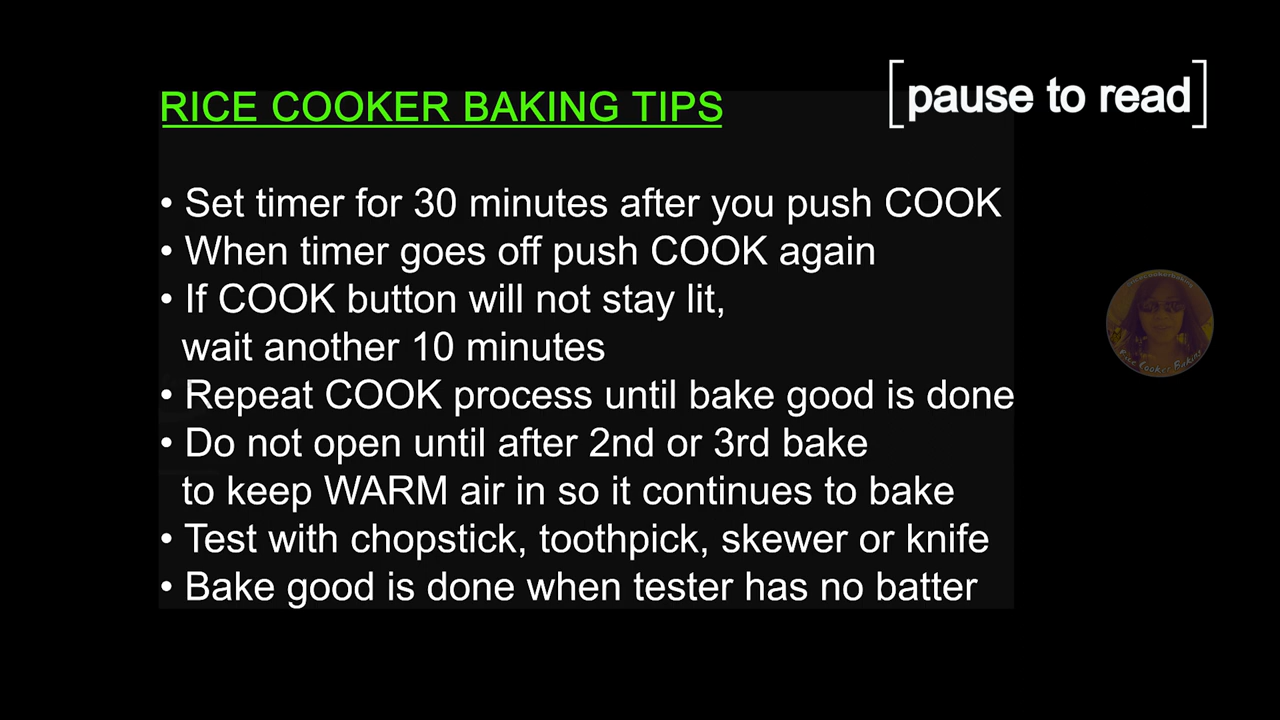 RICE COOKER BAKING TIPS
[pause to read]
• Set timer for 30 minutes after you push COOK
• When timer goes off push COOK again
• If COOK button will not stay lit,
wait another 10 minutes
• Repeat COOK process until bake good is done
• Do not open until after 2nd or 3rd bake
to keep WARM air in so it continues to bake
• Test with chopstick, toothpick, skewer or knife
• Bake good is done when tester has no batter
Rice Cooker Baking